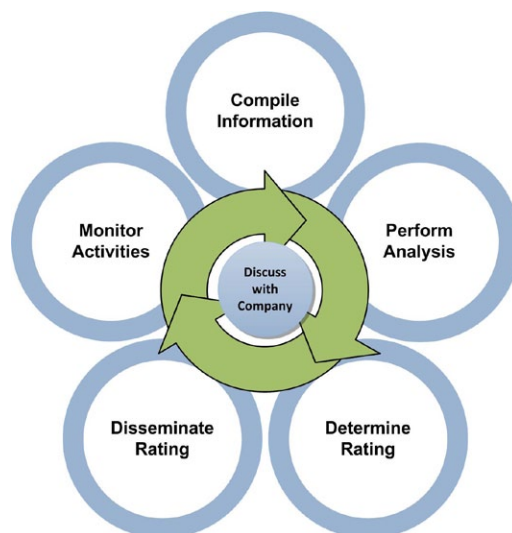 Compile
Information
Perform
Analysis
Determine
Rating
Disseminate
Rating
Monitor
Activities
Discuss
with
Company